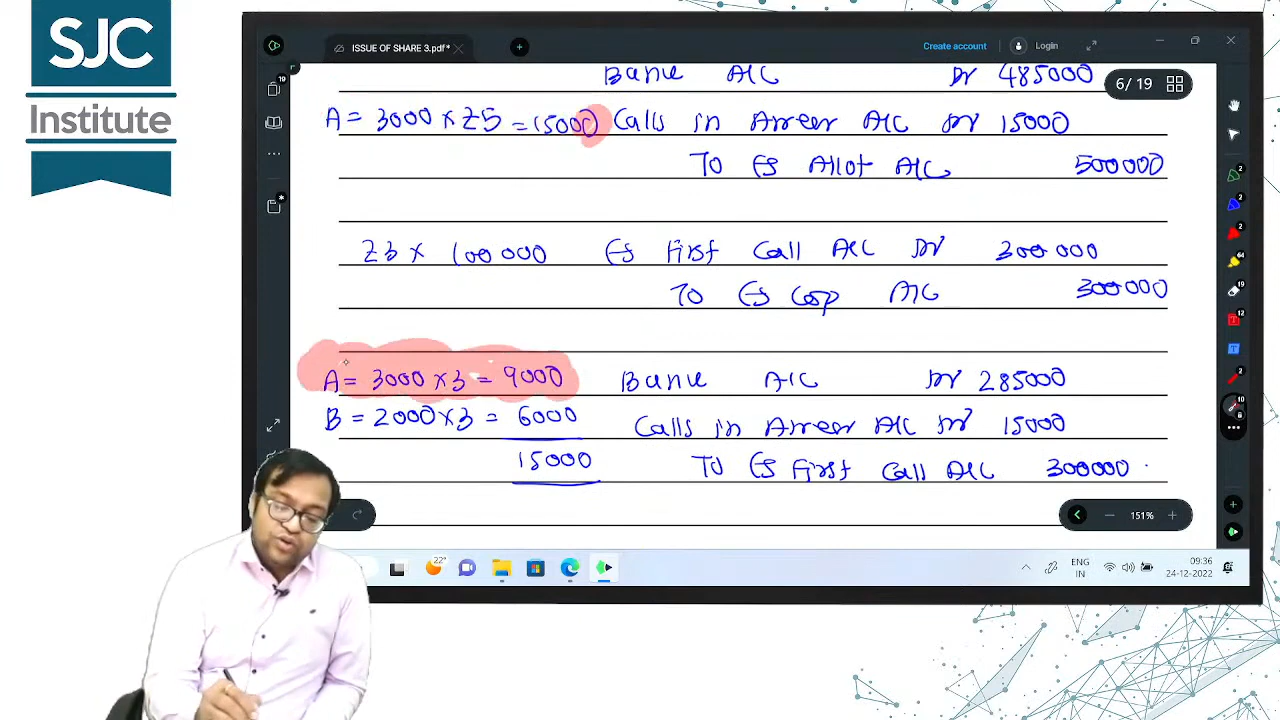 SJC
Institute
ISSUE OF SHARE 3.pdf*
Create account
Login
6/19
Bank A/C Dr 485000
A = 3000 x ₹5 = 15000 Calls in Arrear A/C Dr 15000
To Es Allot A/C 500000
₹3 x 100000 Es First Call A/C Dr 300000
To Es Cap A/C 300000
A = 3000 x 3 = 9000 Bank A/C Dr 285000
B = 2000 x 3 = 6000 Calls in Arrear A/C Dr 15000
15000 To Es First Call A/C 300000
151%
22°
ENG
IN
09:36
24-12-2022